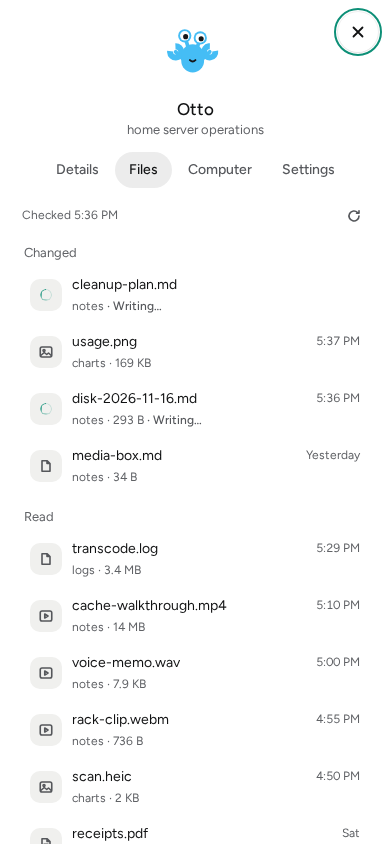 Otto
home server operations
Details Files Computer Settings
Checked 5:36 PM
Changed
cleanup-plan.md
notes · Writing...
usage.png 5:37 PM
charts · 169 KB
disk-2026-11-16.md 5:36 PM
notes · 293 B · Writing...
media-box.md Yesterday
notes · 34 B
Read
transcode.log 5:29 PM
logs · 3.4 MB
cache-walkthrough.mp4 5:10 PM
notes · 14 MB
voice-memo.wav 5:00 PM
notes · 7.9 KB
rack-clip.webm 4:55 PM
notes · 736 B
scan.heic 4:50 PM
charts · 2 KB
receipts.pdf Sat